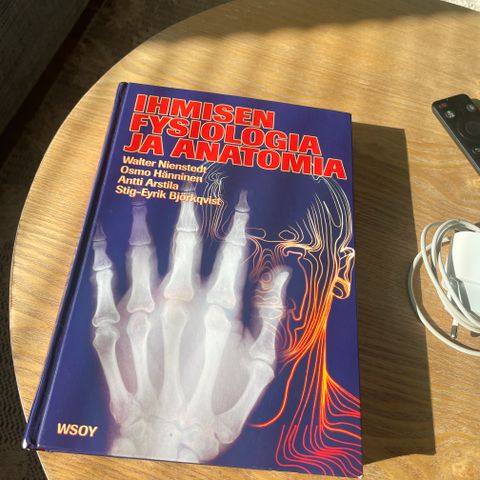 IHMISEN
FYSIOLOGIA
JA ANATOMIA
Walter Nienstedt
Osmo Hänninen
Antti Arstila
Stig-Eyrik Björkqvist
WSOY